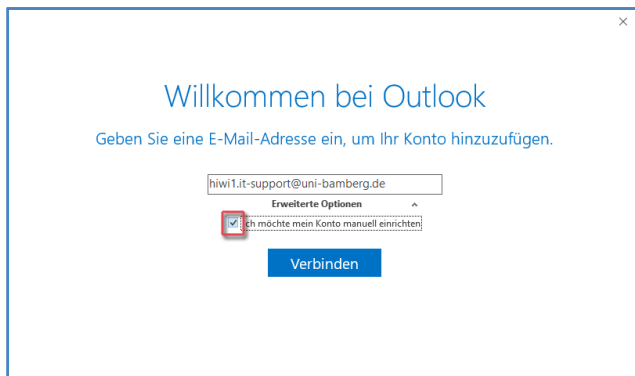 Willkommen bei Outlook
Geben Sie eine E-Mail-Adresse ein, um Ihr Konto hinzuzufügen.
hiwi1.it-support@uni-bamberg.de
Erweiterte Optionen
Ich möchte mein Konto manuell einrichten
Verbinden